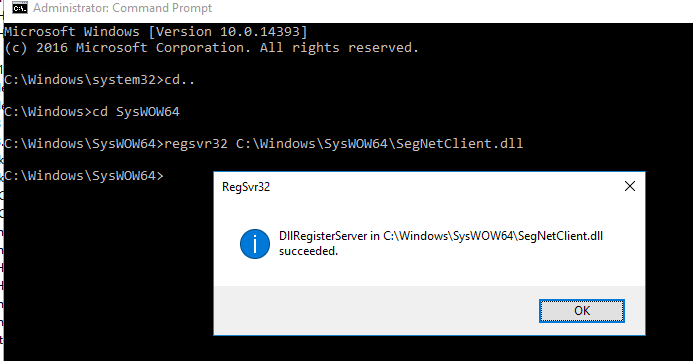 Administrator: Command Prompt
Microsoft Windows [Version 10.0.14393]
(c) 2016 Microsoft Corporation. All rights reserved.
C:\Windows\system32>cd..
C:\Windows>cd SysWOW64
C:\Windows\SysWOW64>regsvr32 C:\Windows\SysWOW64\SegNetClient.dll
C:\Windows\SysWOW64>
RegSvr32
DllRegisterServer in C:\Windows\SysWOW64\SegNetClient.dll
succeeded.
OK